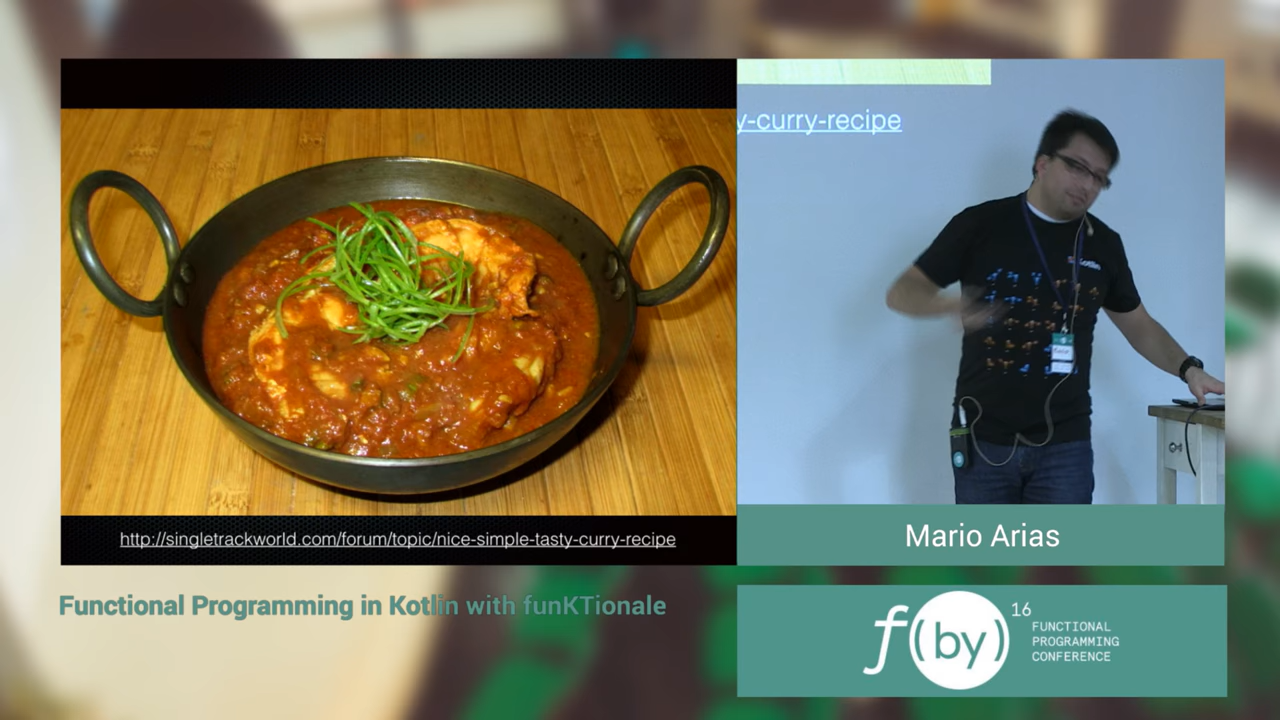 y-curry-recipe
http://singletrackworld.com/forum/topic/nice-simple-tasty-curry-recipe
Mario Arias
Functional Programming in Kotlin with funKTionale
f(by)
16
FUNCTIONAL
PROGRAMMING
CONFERENCE